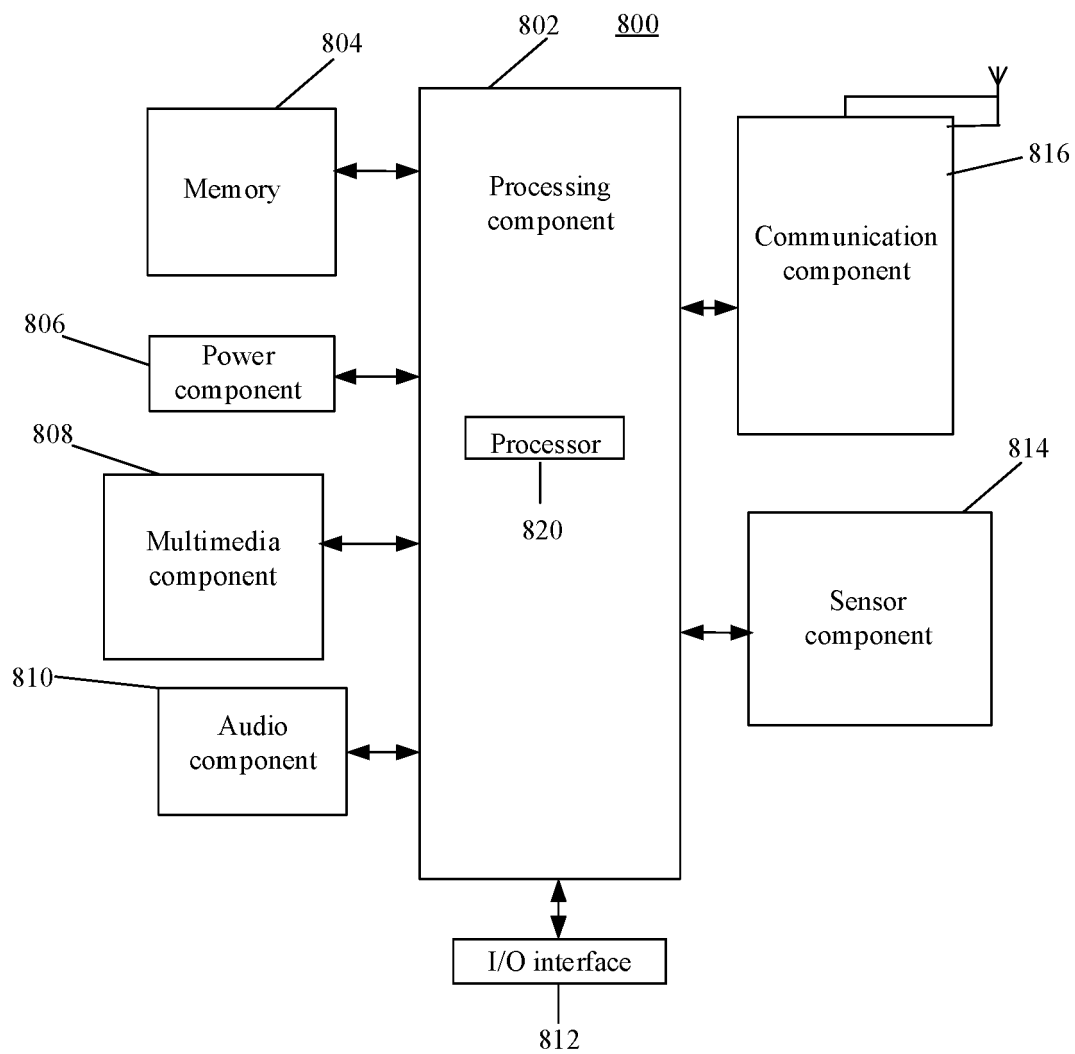 800
802
804
Memory
Processing
component
816
Communication
component
806
Power
component
808
Processor
820
814
Multimedia
component
Sensor
component
810
Audio
component
I/O interface
812